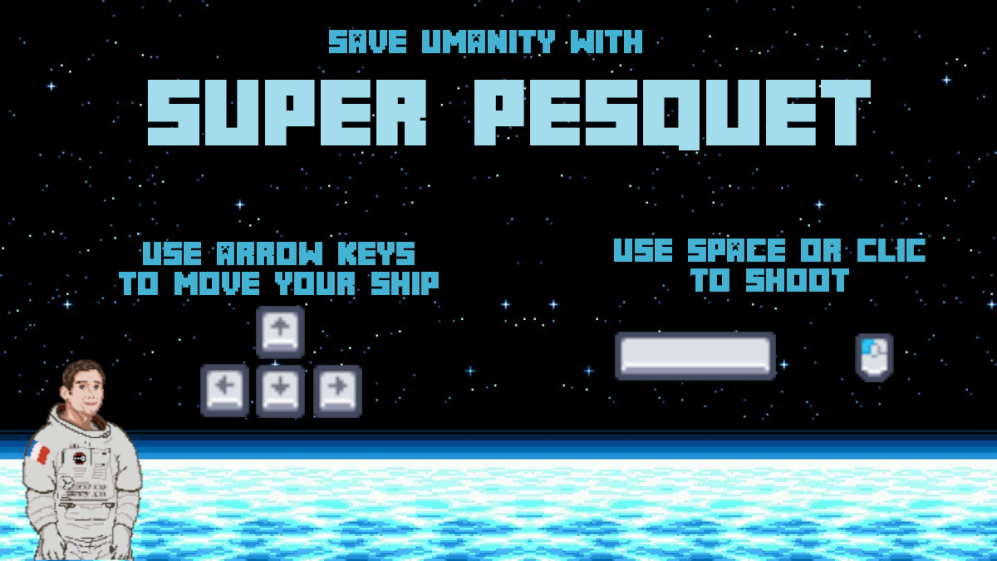 SAVE UMANITY WITH
SUPER PESQUET
USE ARROW KEYS
TO MOVE YOUR SHIP
USE SPACE OR CLIC
TO SHOOT